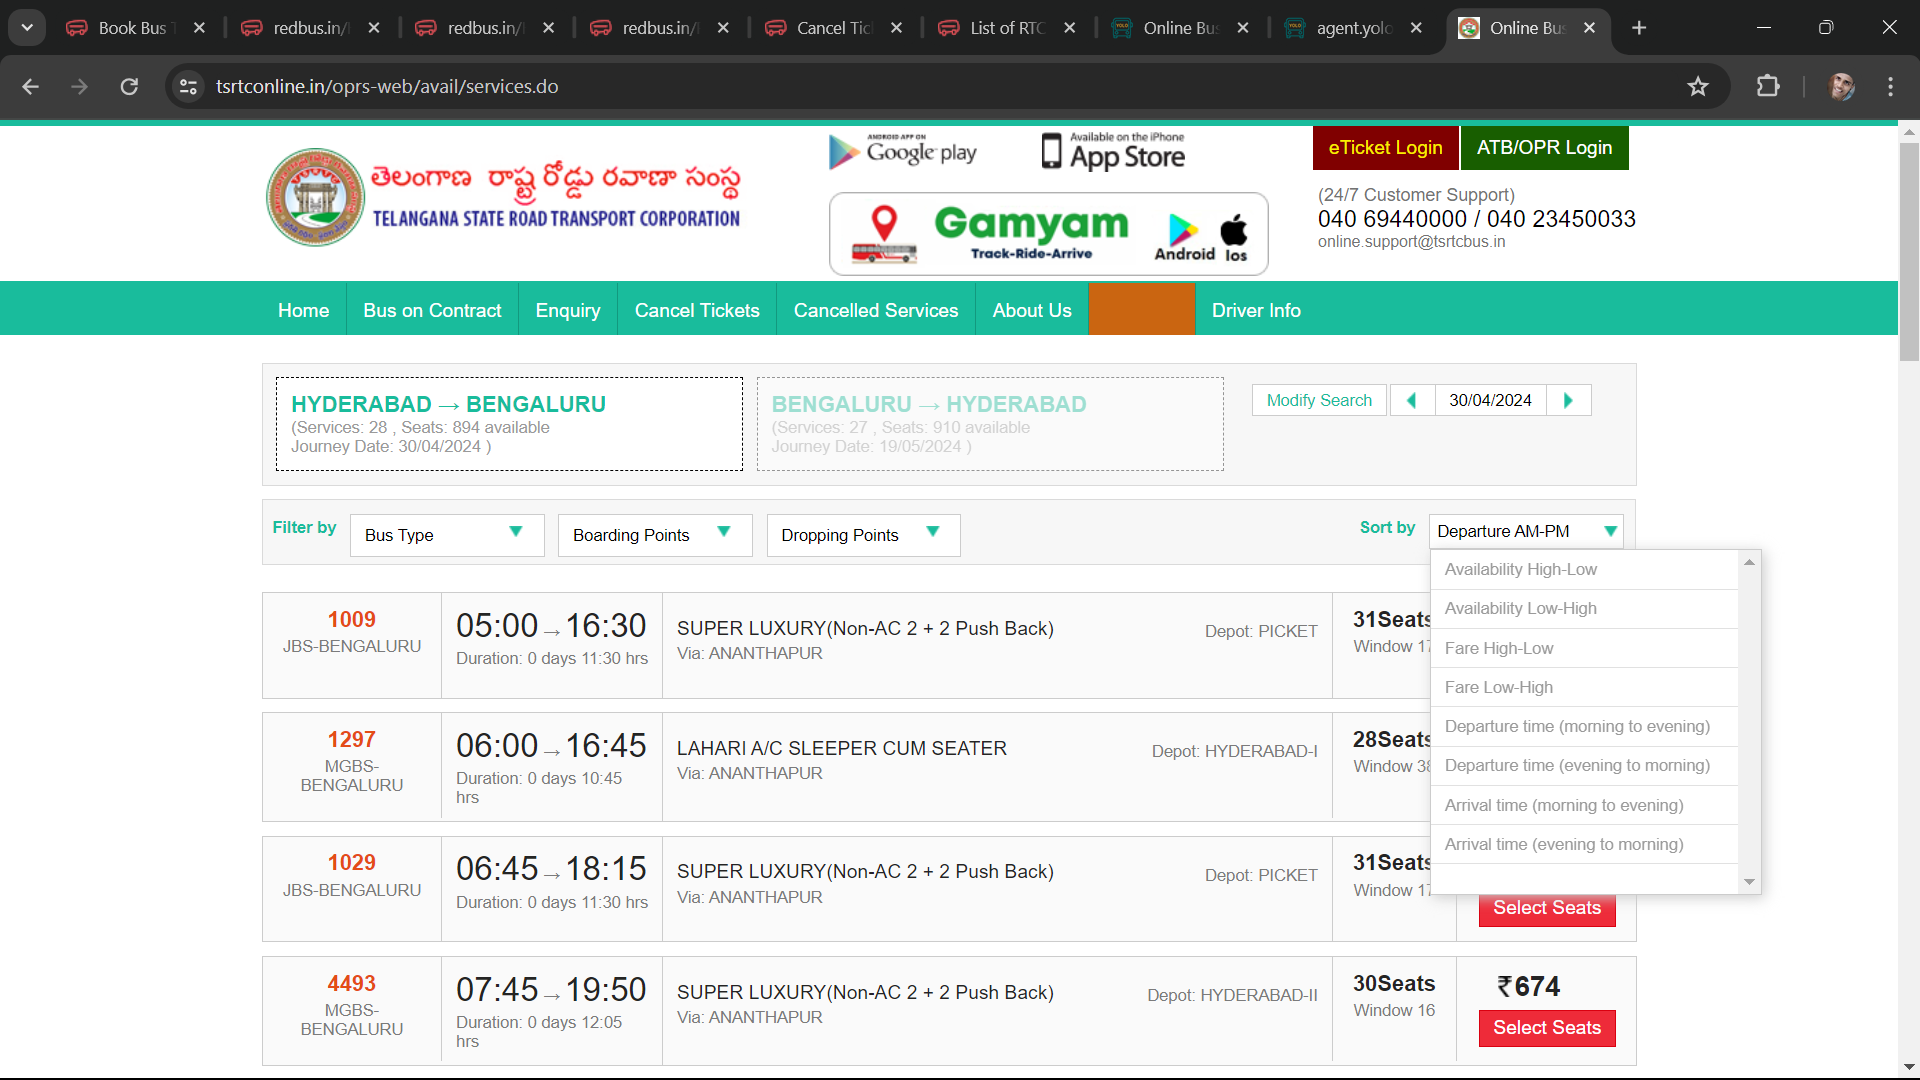 Book Bus T
redbus.in/
redbus.in/
redbus.in/
Cancel Tic
List of RTC
Online Bus
agent.yolo
Online Bus
tsrtconline.in/oprs-web/avail/services.do
తెలంగాణ రాష్ట్ర రోడ్డు రవాణా సంస్థ
TELANGANA STATE ROAD TRANSPORT CORPORATION
ANDROID APP ON
Google play
Available on the iPhone
App Store
Gamyam
Track-Ride-Arrive
Android Ios
eTicket Login
ATB/OPR Login
(24/7 Customer Support)
040 69440000 / 040 23450033
online.support@tsrtcbus.in
Home
Bus on Contract
Enquiry
Cancel Tickets
Cancelled Services
About Us
Driver Info
HYDERABAD → BENGALURU
(Services: 28 , Seats: 894 available
Journey Date: 30/04/2024 )
BENGALURU → HYDERABAD
(Services: 27 , Seats: 910 available
Journey Date: 19/05/2024 )
Modify Search
30/04/2024
Filter by
Bus Type
Boarding Points
Dropping Points
Sort by
Departure AM-PM
Availability High-Low
Availability Low-High
Fare High-Low
Fare Low-High
Departure time (morning to evening)
Departure time (evening to morning)
Arrival time (morning to evening)
Arrival time (evening to morning)
1009
JBS-BENGALURU
05:00→16:30
Duration: 0 days 11:30 hrs
SUPER LUXURY(Non-AC 2 + 2 Push Back)
Via: ANANTHAPUR
Depot: PICKET
31Seats
Window 17
1297
MGBS-
BENGALURU
06:00→16:45
Duration: 0 days 10:45
hrs
LAHARI A/C SLEEPER CUM SEATER
Via: ANANTHAPUR
Depot: HYDERABAD-I
28Seats
Window 38
1029
JBS-BENGALURU
06:45→18:15
Duration: 0 days 11:30 hrs
SUPER LUXURY(Non-AC 2 + 2 Push Back)
Via: ANANTHAPUR
Depot: PICKET
31Seats
Window 17
Select Seats
4493
MGBS-
BENGALURU
07:45→19:50
Duration: 0 days 12:05
hrs
SUPER LUXURY(Non-AC 2 + 2 Push Back)
Via: ANANTHAPUR
Depot: HYDERABAD-II
30Seats
Window 16
₹674
Select Seats